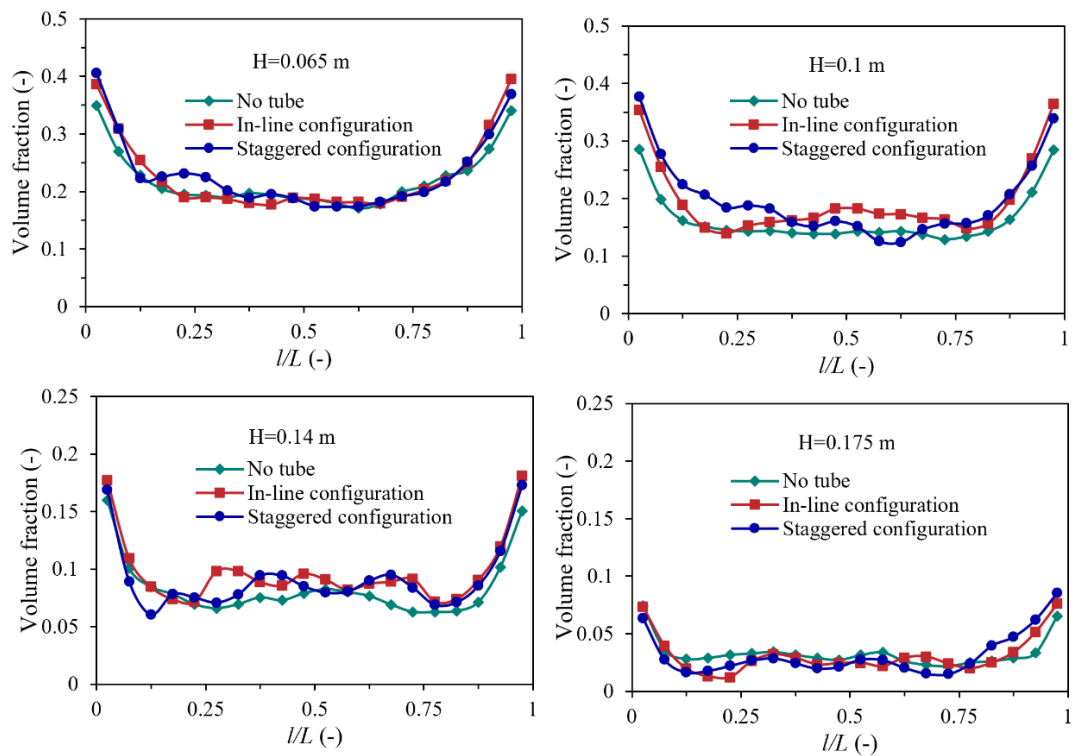 0.5
0.4
0.3
0.2
0.1
0
Volume fraction (-)
H=0.065 m
No tube
In-line configuration
Staggered configuration
0 0.25 0.5 0.75 1
l/L (-)
0.5
0.4
0.3
0.2
0.1
0
Volume fraction (-)
H=0.1 m
No tube
In-line configuration
Staggered configuration
0 0.25 0.5 0.75 1
l/L (-)
0.25
0.2
0.15
0.1
0.05
0
Volume fraction (-)
H=0.14 m
No tube
In-line configuration
Staggered configuration
0 0.25 0.5 0.75 1
l/L (-)
0.25
0.2
0.15
0.1
0.05
0
Volume fraction (-)
H=0.175 m
No tube
In-line configuration
Staggered configuration
0 0.25 0.5 0.75 1
l/L (-)